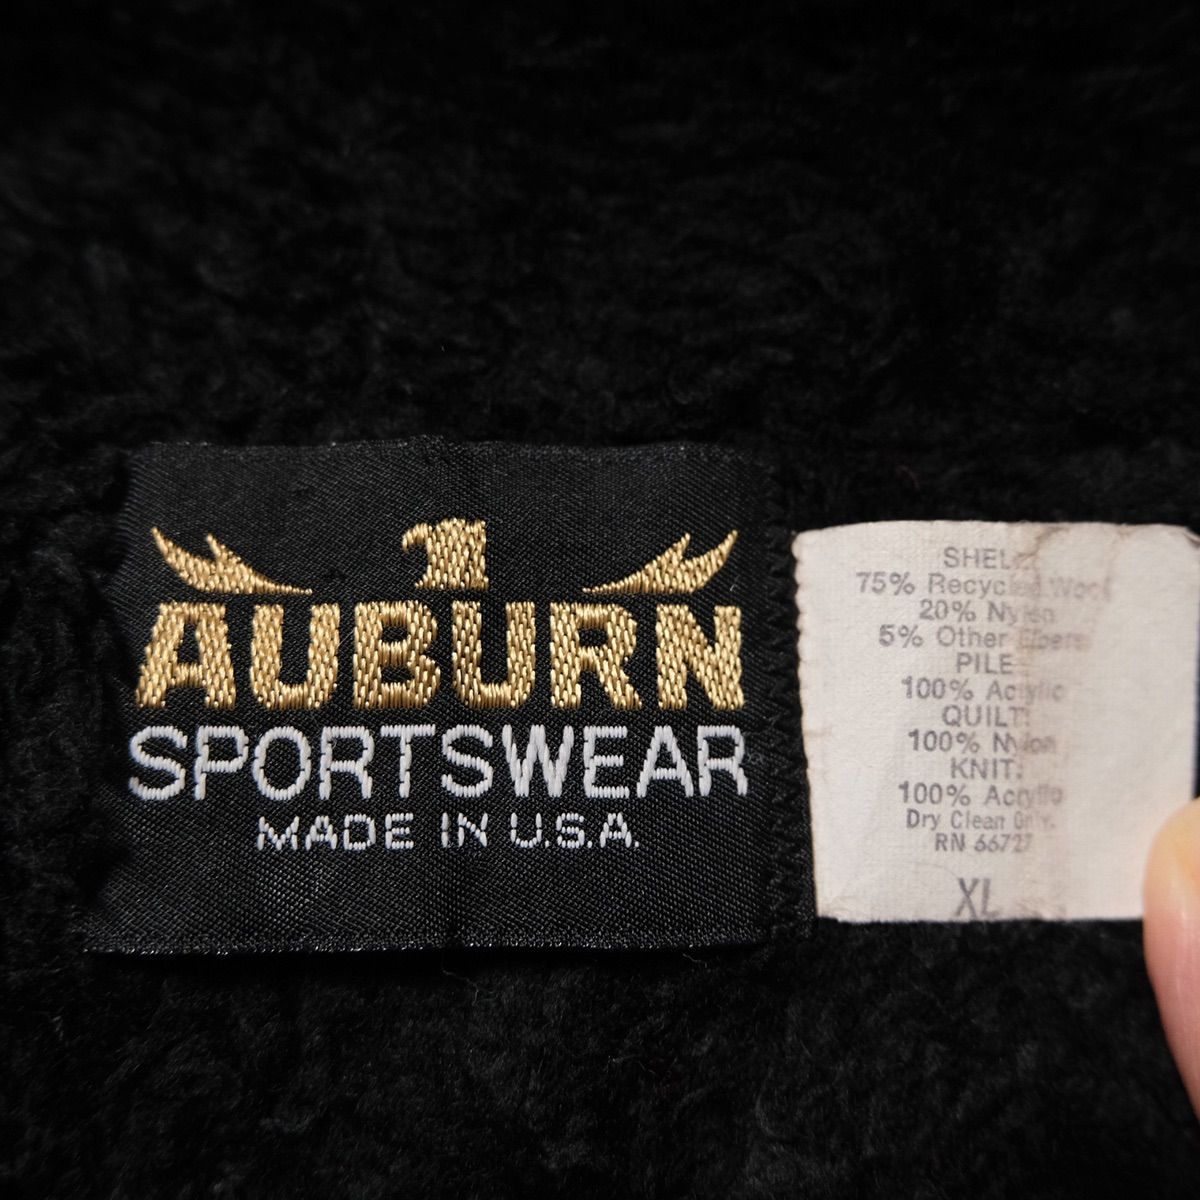 AUBURN
SPORTSWEAR
MADE IN U.S.A.
SHELL:
75% Recycled Wool
20% Nylon
5% Other Fibers
PILE
100% Acrylic
QUILT:
100% Nylon
KNIT:
100% Acrylic
Dry Clean Only.
RN 66727
XL